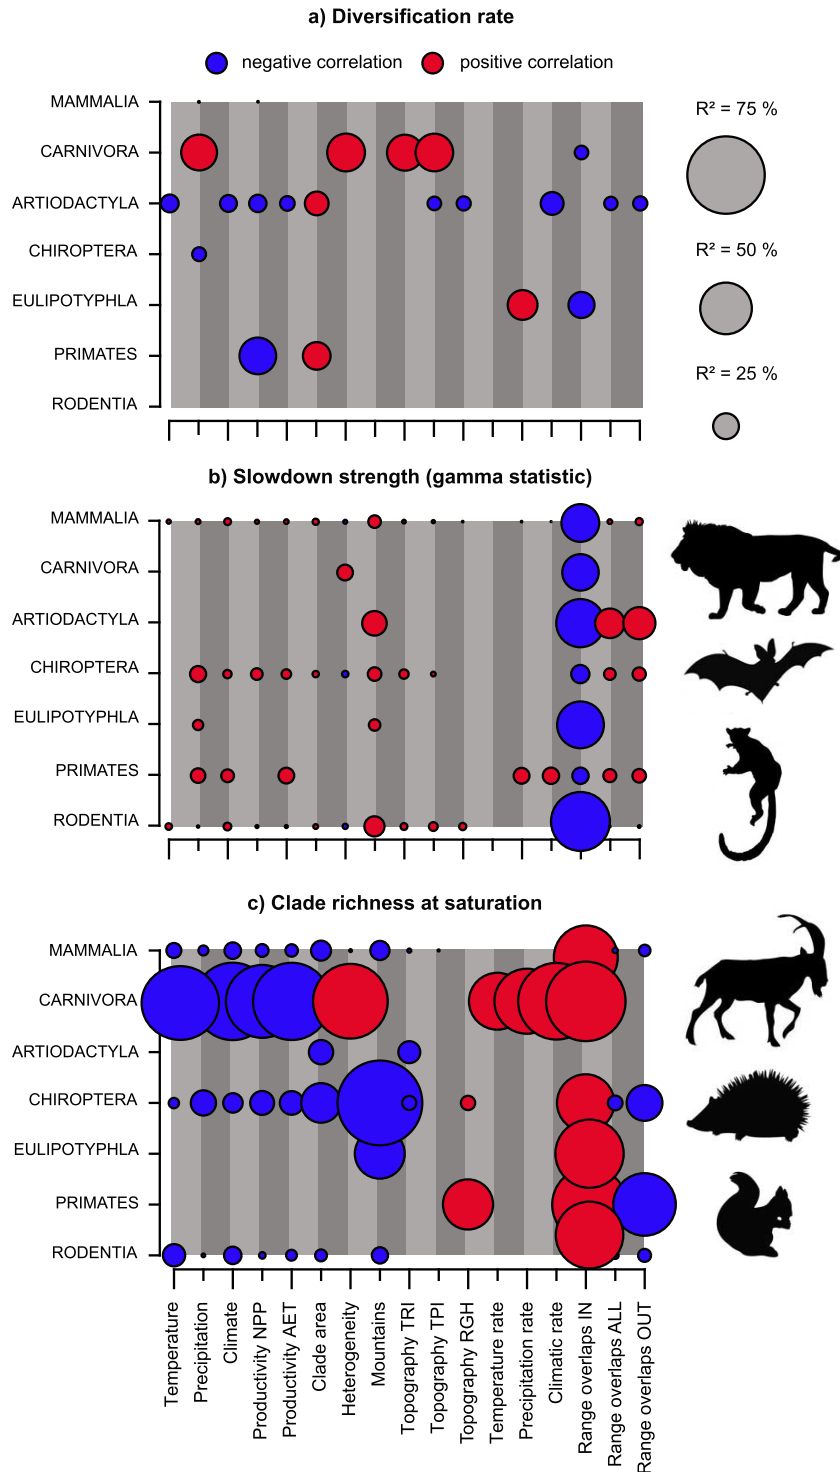 a) Diversification rate
negative correlation
positive correlation
MAMMALIA
CARNIVORA
ARTIODACTYLA
CHIROPTERA
EULIPOTYPHLA
PRIMATES
RODENTIA
R² = 75 %
R² = 50 %
R² = 25 %
b) Slowdown strength (gamma statistic)
MAMMALIA
CARNIVORA
ARTIODACTYLA
CHIROPTERA
EULIPOTYPHLA
PRIMATES
RODENTIA
c) Clade richness at saturation
MAMMALIA
CARNIVORA
ARTIODACTYLA
CHIROPTERA
EULIPOTYPHLA
PRIMATES
RODENTIA
Temperature
Precipitation
Climate
Productivity NPP
Productivity AET
Clade area
Heterogeneity
Mountains
Topography TRI
Topography TPI
Topography RGH
Temperature rate
Precipitation rate
Climatic rate
Range overlaps IN
Range overlaps ALL
Range overlaps OUT